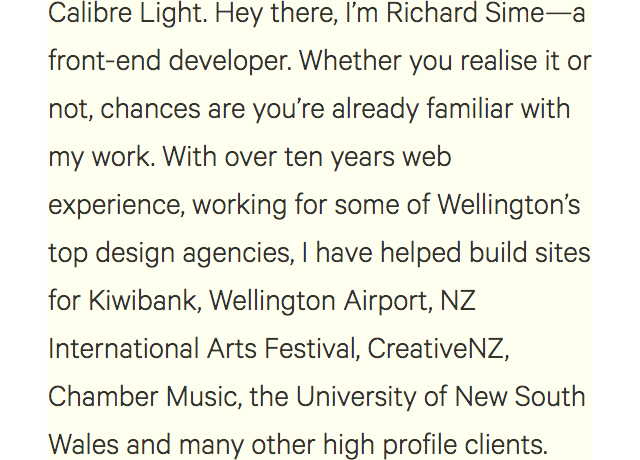 Calibre Light. Hey there, I’m Richard Sime—a
front-end developer. Whether you realise it or
not, chances are you’re already familiar with
my work. With over ten years web
experience, working for some of Wellington’s
top design agencies, I have helped build sites
for Kiwibank, Wellington Airport, NZ
International Arts Festival, CreativeNZ,
Chamber Music, the University of New South
Wales and many other high profile clients.